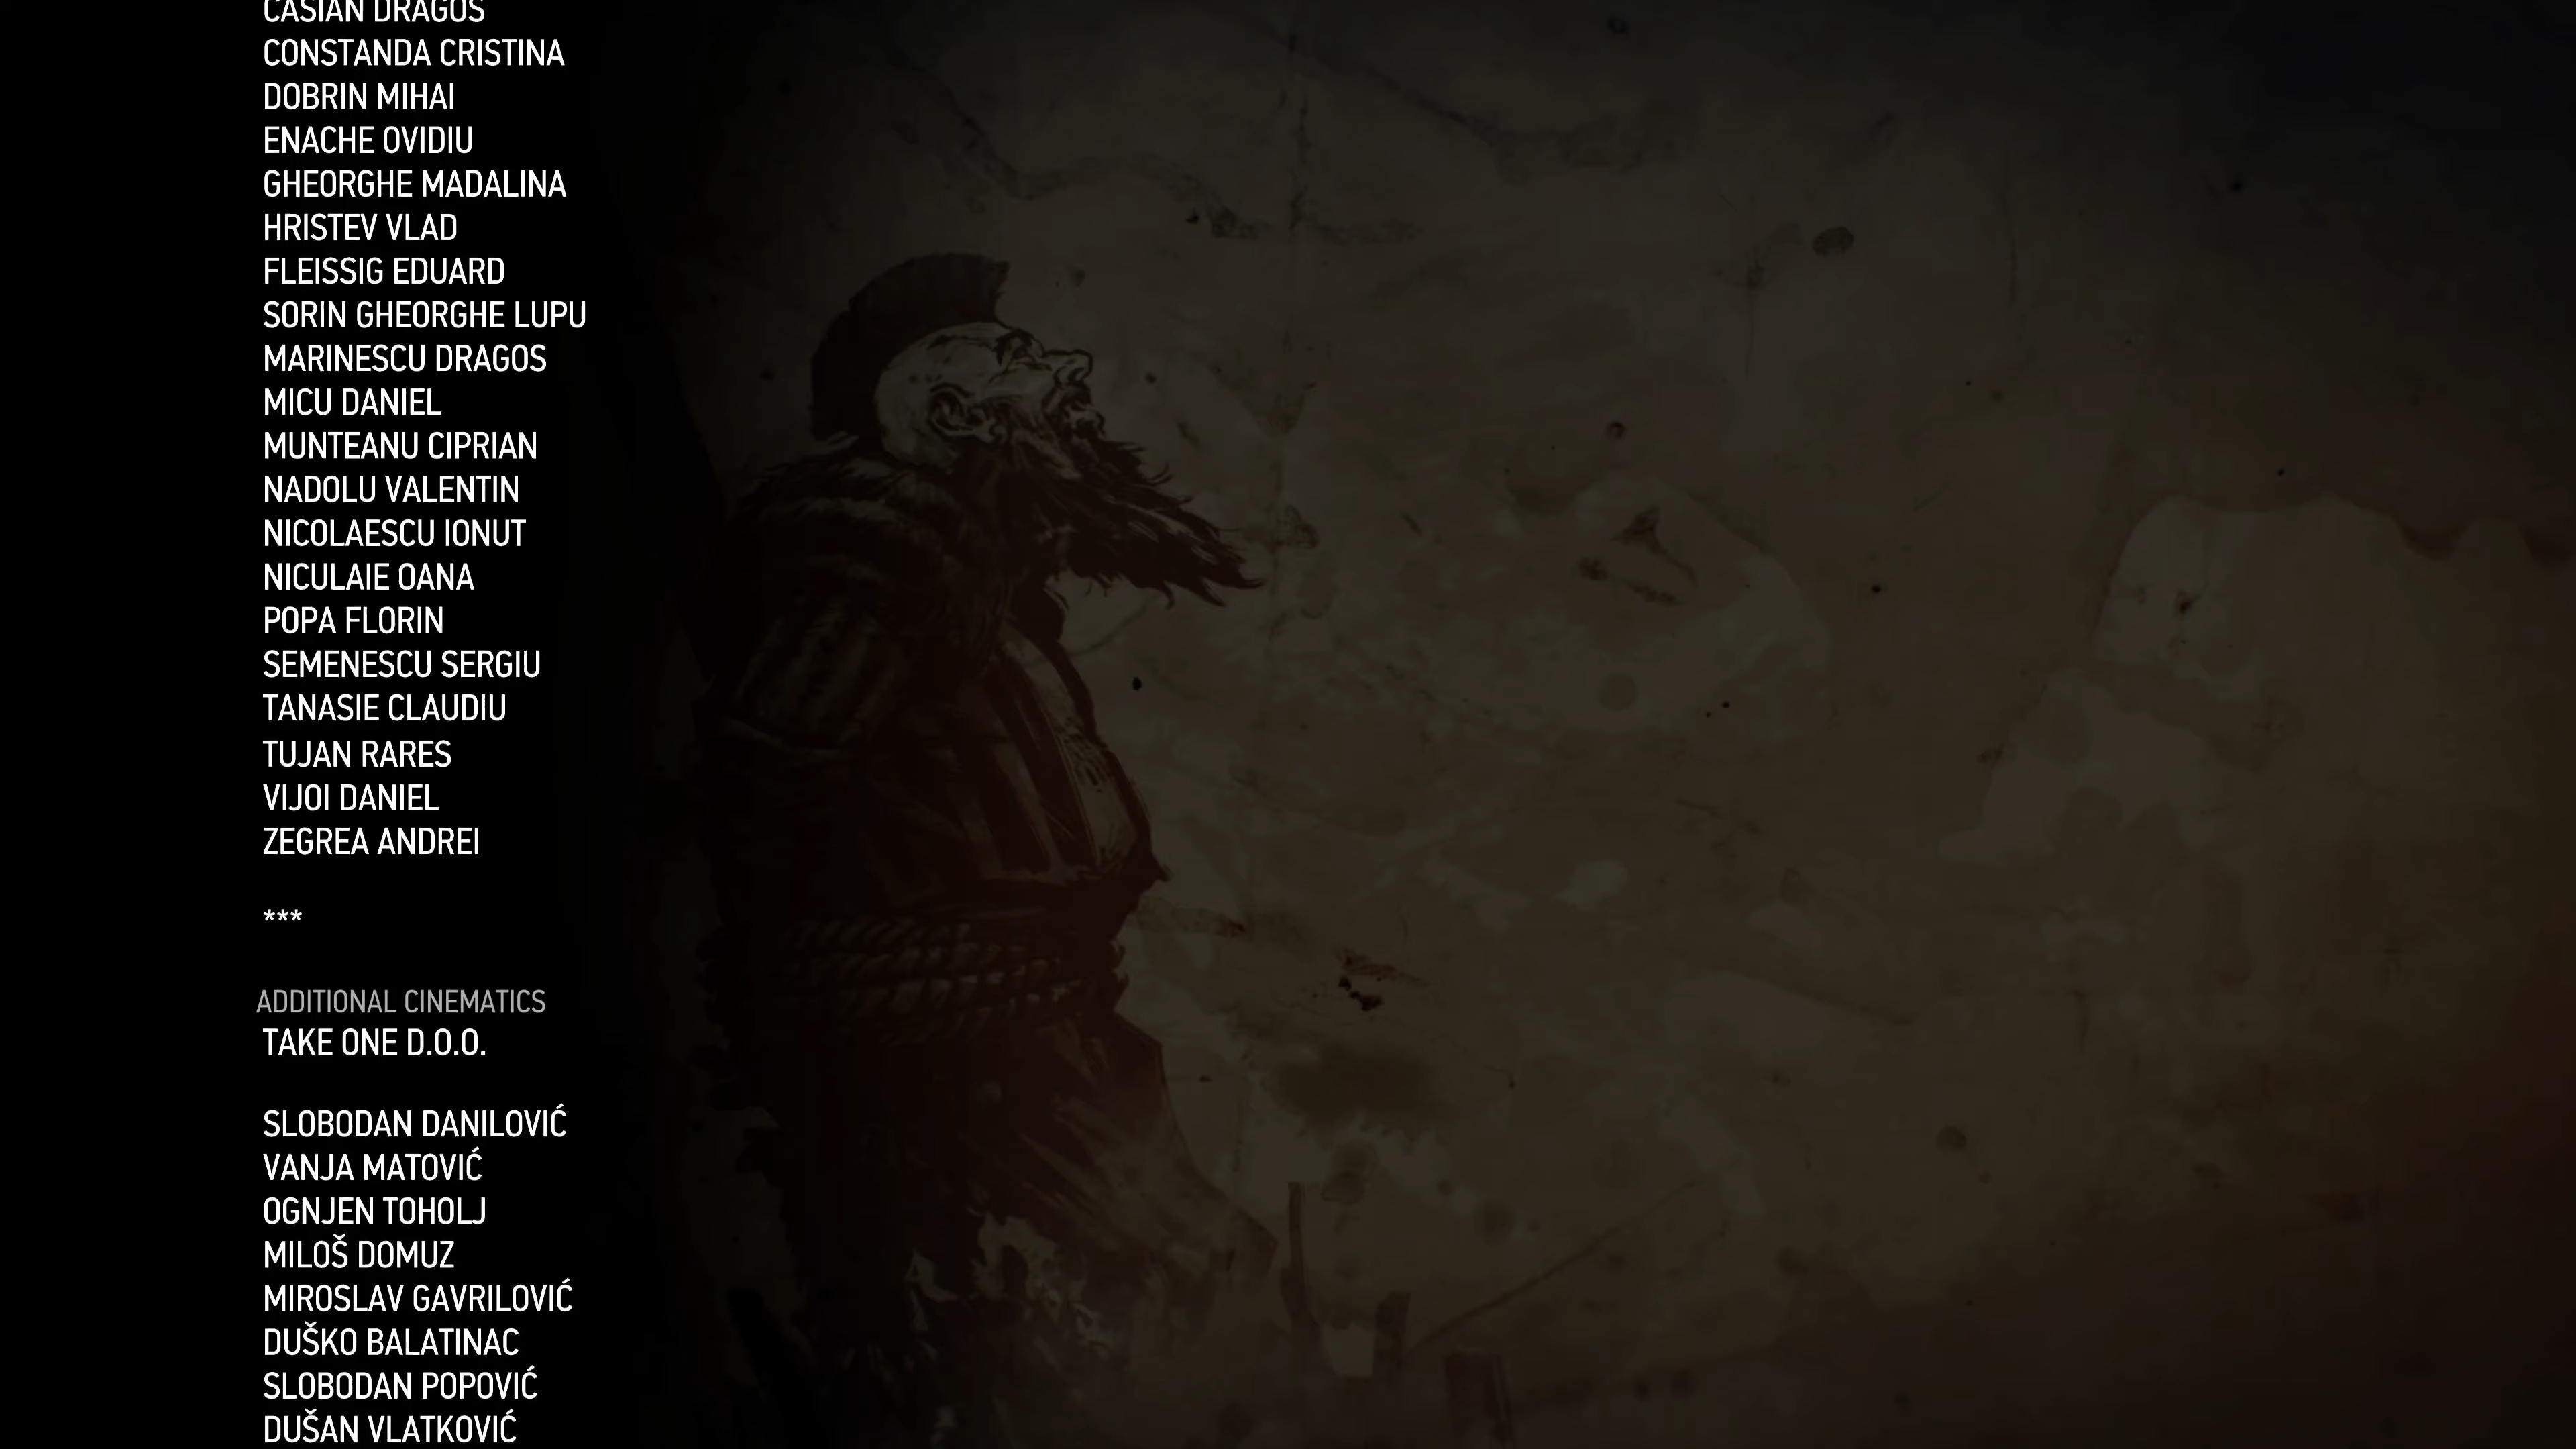 CASIAN DRAGOS
CONSTANDA CRISTINA
DOBRIN MIHAI
ENACHE OVIDIU
GHEORGHE MADALINA
HRISTEV VLAD
FLEISSIG EDUARD
SORIN GHEORGHE LUPU
MARINESCU DRAGOS
MICU DANIEL
MUNTEANU CIPRIAN
NADOLU VALENTIN
NICOLAESCU IONUT
NICULAIE OANA
POPA FLORIN
SEMENESCU SERGIU
TANASIE CLAUDIU
TUJAN RARES
VIJOI DANIEL
ZEGREA ANDREI
***
ADDITIONAL CINEMATICS
TAKE ONE D.O.O.
SLOBODAN DANILOVIĆ
VANJA MATOVIĆ
OGNJEN TOHOLJ
MILOŠ DOMUZ
MIROSLAV GAVRILOVIĆ
DUŠKO BALATINAC
SLOBODAN POPOVIĆ
DUŠAN VLATKOVIĆ